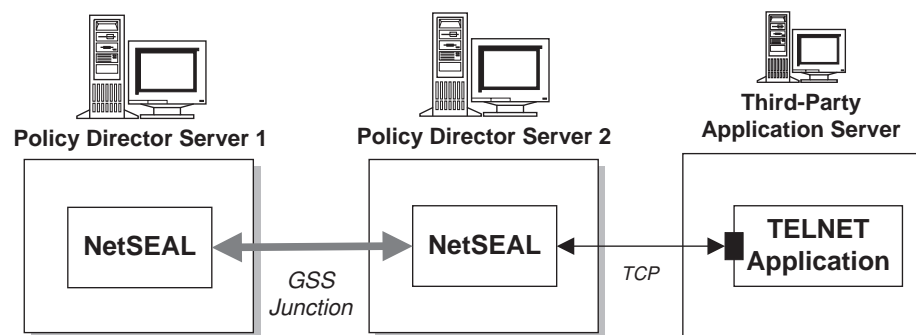 Policy Director Server 1
Policy Director Server 2
Third-Party
Application Server
NetSEAL
GSS
Junction
NetSEAL
TCP
TELNET
Application